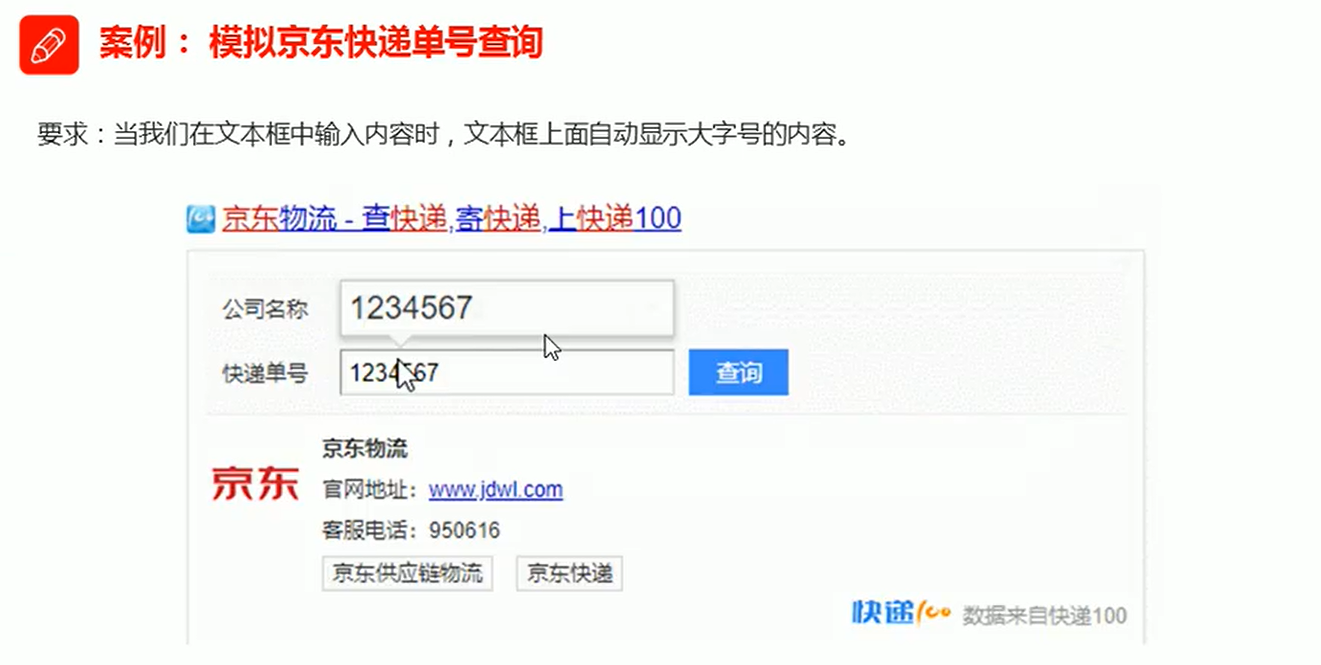 案例： 模拟京东快递单号查询
要求：当我们在文本框中输入内容时，文本框上面自动显示大字号的内容。
京东物流 - 查快递,寄快递,上快递100
公司名称 1234567
快递单号 1234567 查询
京东 京东物流
官网地址：www.jdwl.com
客服电话：950616
京东供应链物流 京东快递
快递100 数据来自快递100